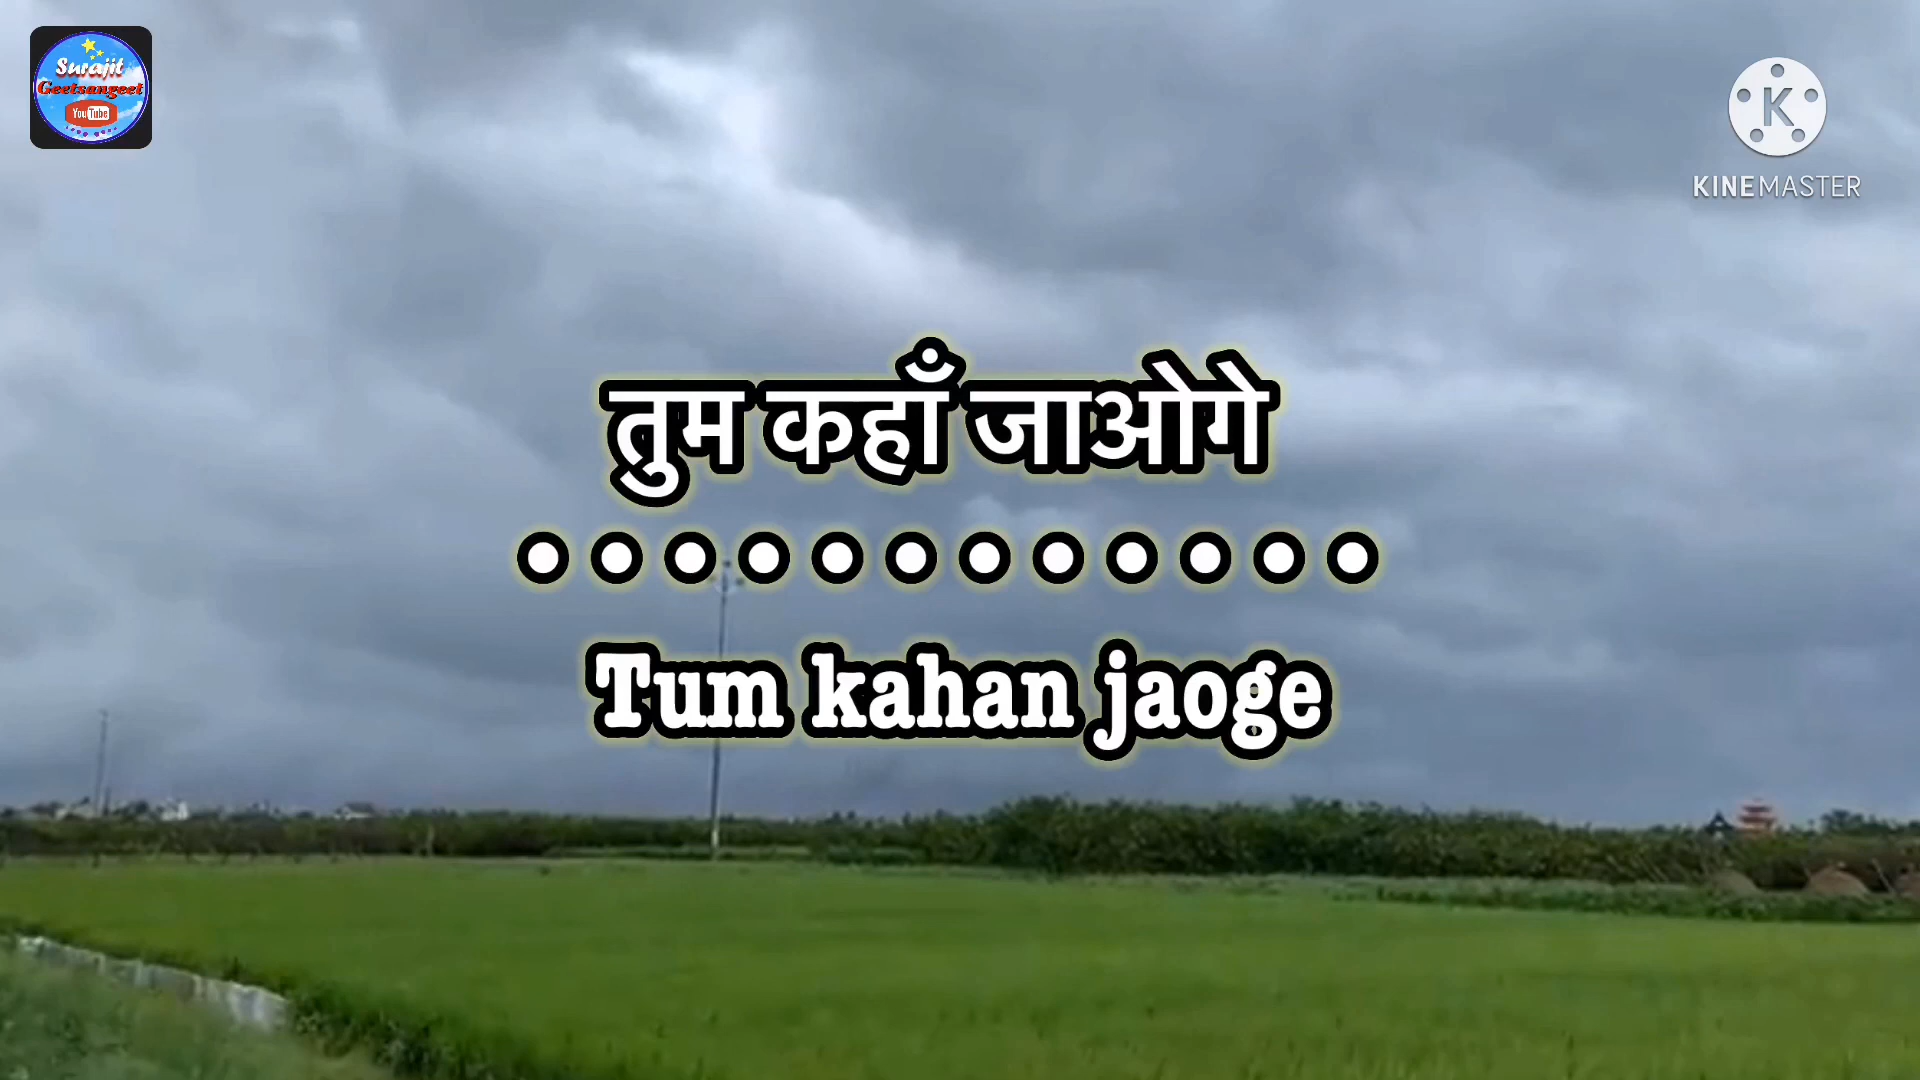 Surajit
Geetsangeet
YouTube
K
KINEMASTER
तुम कहाँ जाओगे
Tum kahan jaoge